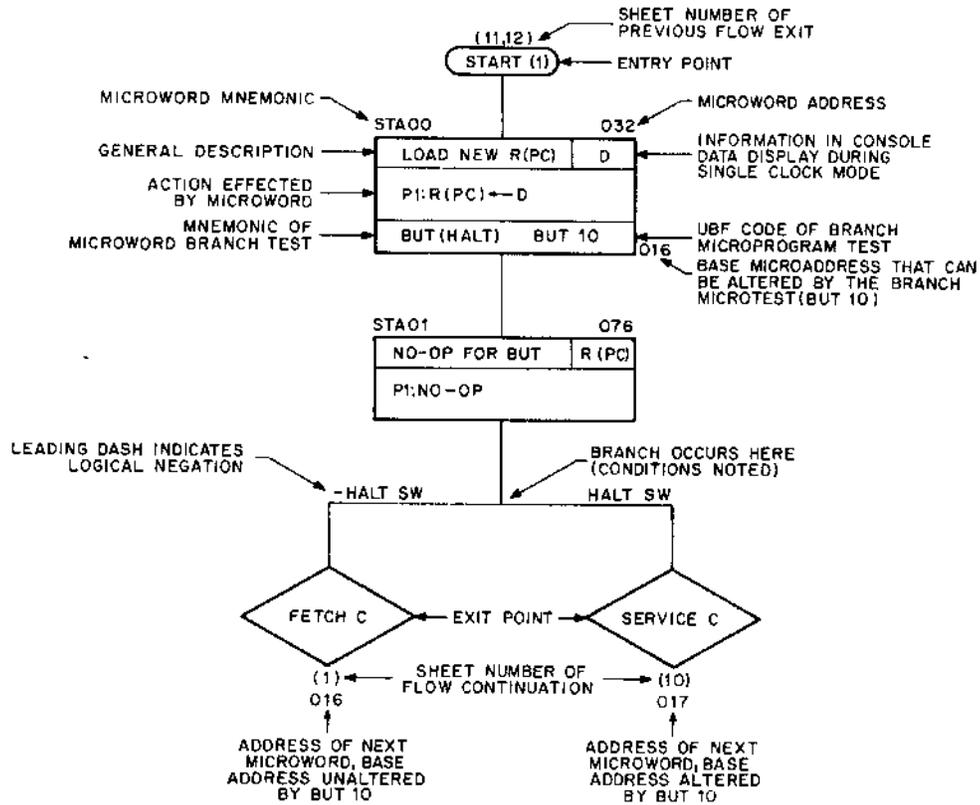 SHEET NUMBER OF
PREVIOUS FLOW EXIT
(11,12)
START (1)
ENTRY POINT
MICROWORD MNEMONIC
MICROWORD ADDRESS
STA00
032
GENERAL DESCRIPTION
LOAD NEW R(PC)
D
INFORMATION IN CONSOLE
DATA DISPLAY DURING
SINGLE CLOCK MODE
ACTION EFFECTED
BY MICROWORD
P1:R(PC)←D
MNEMONIC OF
MICROWORD BRANCH TEST
BUT(HALT) BUT 10
UBF CODE OF BRANCH
MICROPROGRAM TEST
016
BASE MICROADDRESS THAT CAN
BE ALTERED BY THE BRANCH
MICROTEST(BUT 10)
STA01
076
NO-OP FOR BUT
R(PC)
P1:NO-OP
LEADING DASH INDICATES
LOGICAL NEGATION
BRANCH OCCURS HERE
(CONDITIONS NOTED)
-HALT SW
HALT SW
FETCH C
EXIT POINT
SERVICE C
(1)
SHEET NUMBER OF
FLOW CONTINUATION
(10)
016
017
ADDRESS OF NEXT
MICROWORD, BASE
ADDRESS UNALTERED
BY BUT 10
ADDRESS OF NEXT
MICROWORD, BASE
ADDRESS ALTERED
BY BUT 10